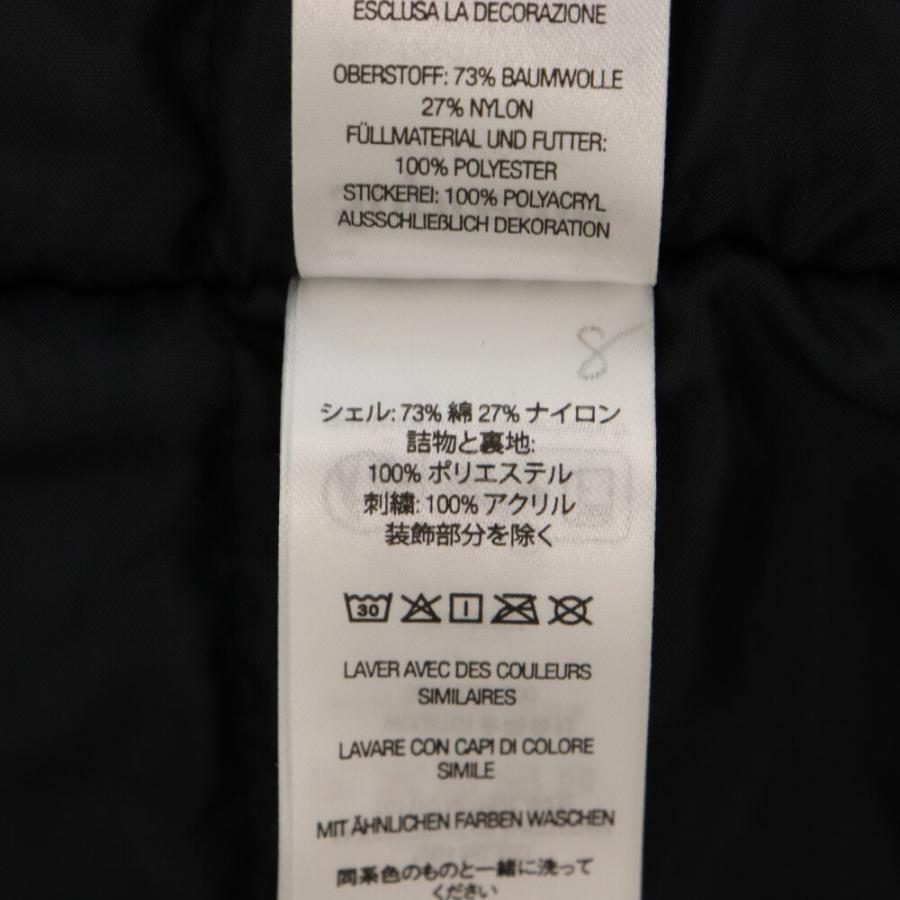 ESCLUSA LA DECORAZIONE
OBERSTOFF: 73% BAUMWOLLE
27% NYLON
FÜLLMATERIAL UND FUTTER:
100% POLYESTER
STICKEREI: 100% POLYACRYL
AUSSCHLIEßLICH DEKORATION
8
シェル: 73% 綿 27% ナイロン
詰物と裏地:
100% ポリエステル
刺繍: 100% アクリル
装飾部分を除く
30
LAVER AVEC DES COULEURS
SIMILAIRES
LAVARE CON CAPI DI COLORE
SIMILE
MIT ÄHNLICHEN FARBEN WASCHEN
同系色のものと一緒に洗って
ください